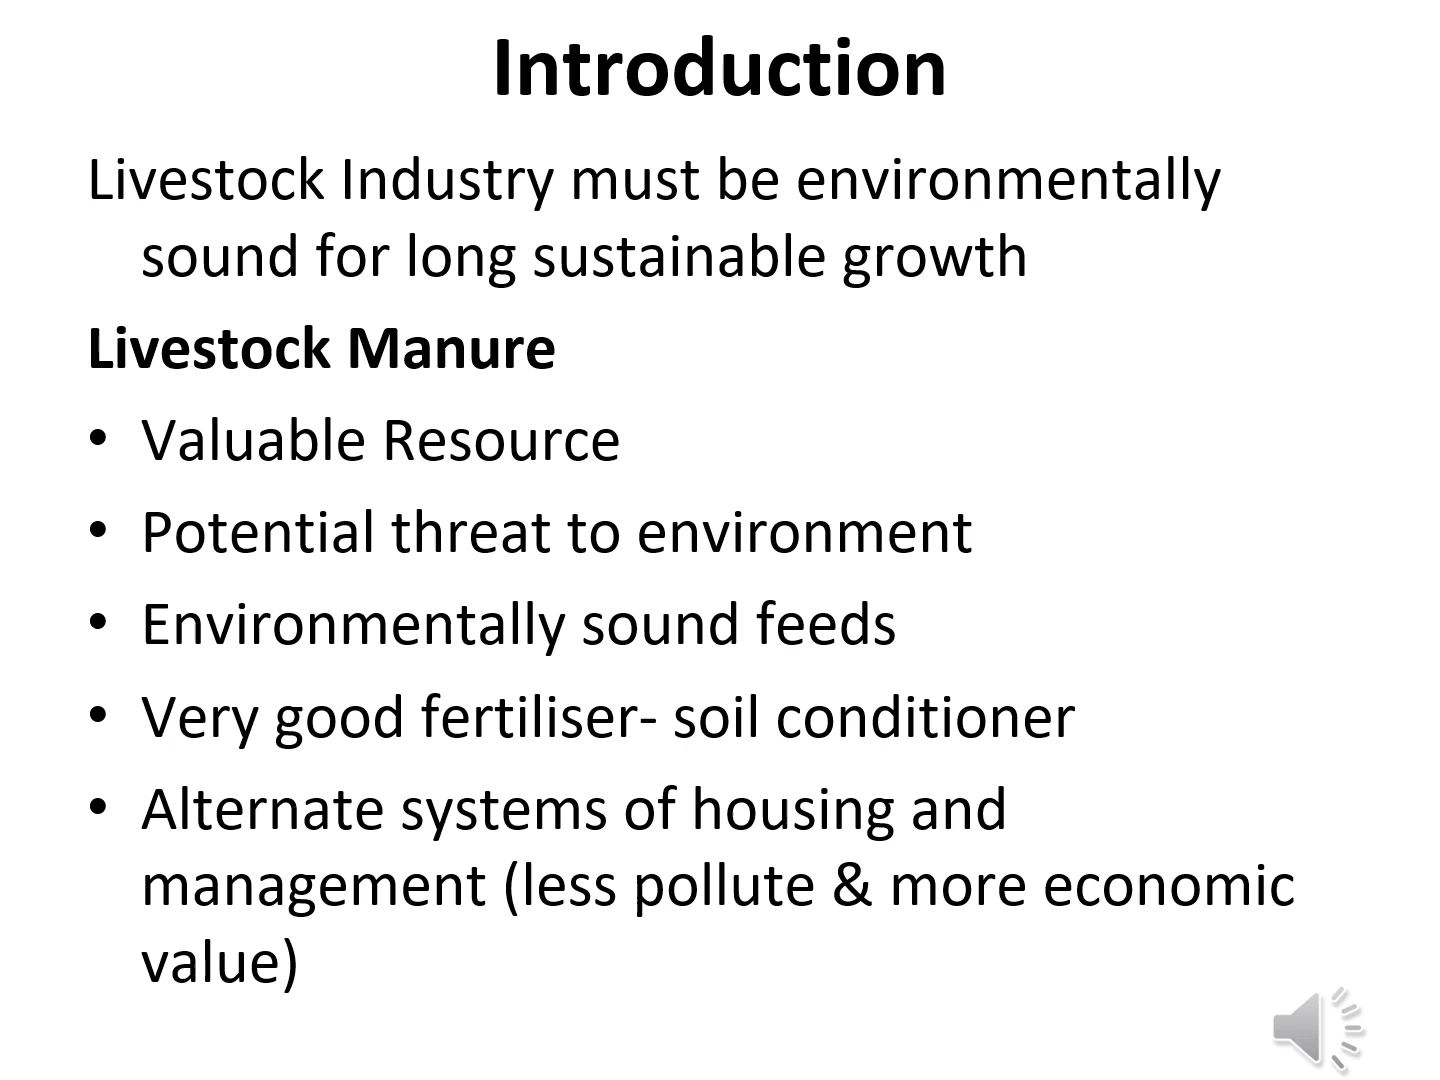 Introduction
Livestock Industry must be environmentally
sound for long sustainable growth
Livestock Manure
• Valuable Resource
• Potential threat to environment
• Environmentally sound feeds
• Very good fertiliser- soil conditioner
• Alternate systems of housing and
management (less pollute & more economic
value)